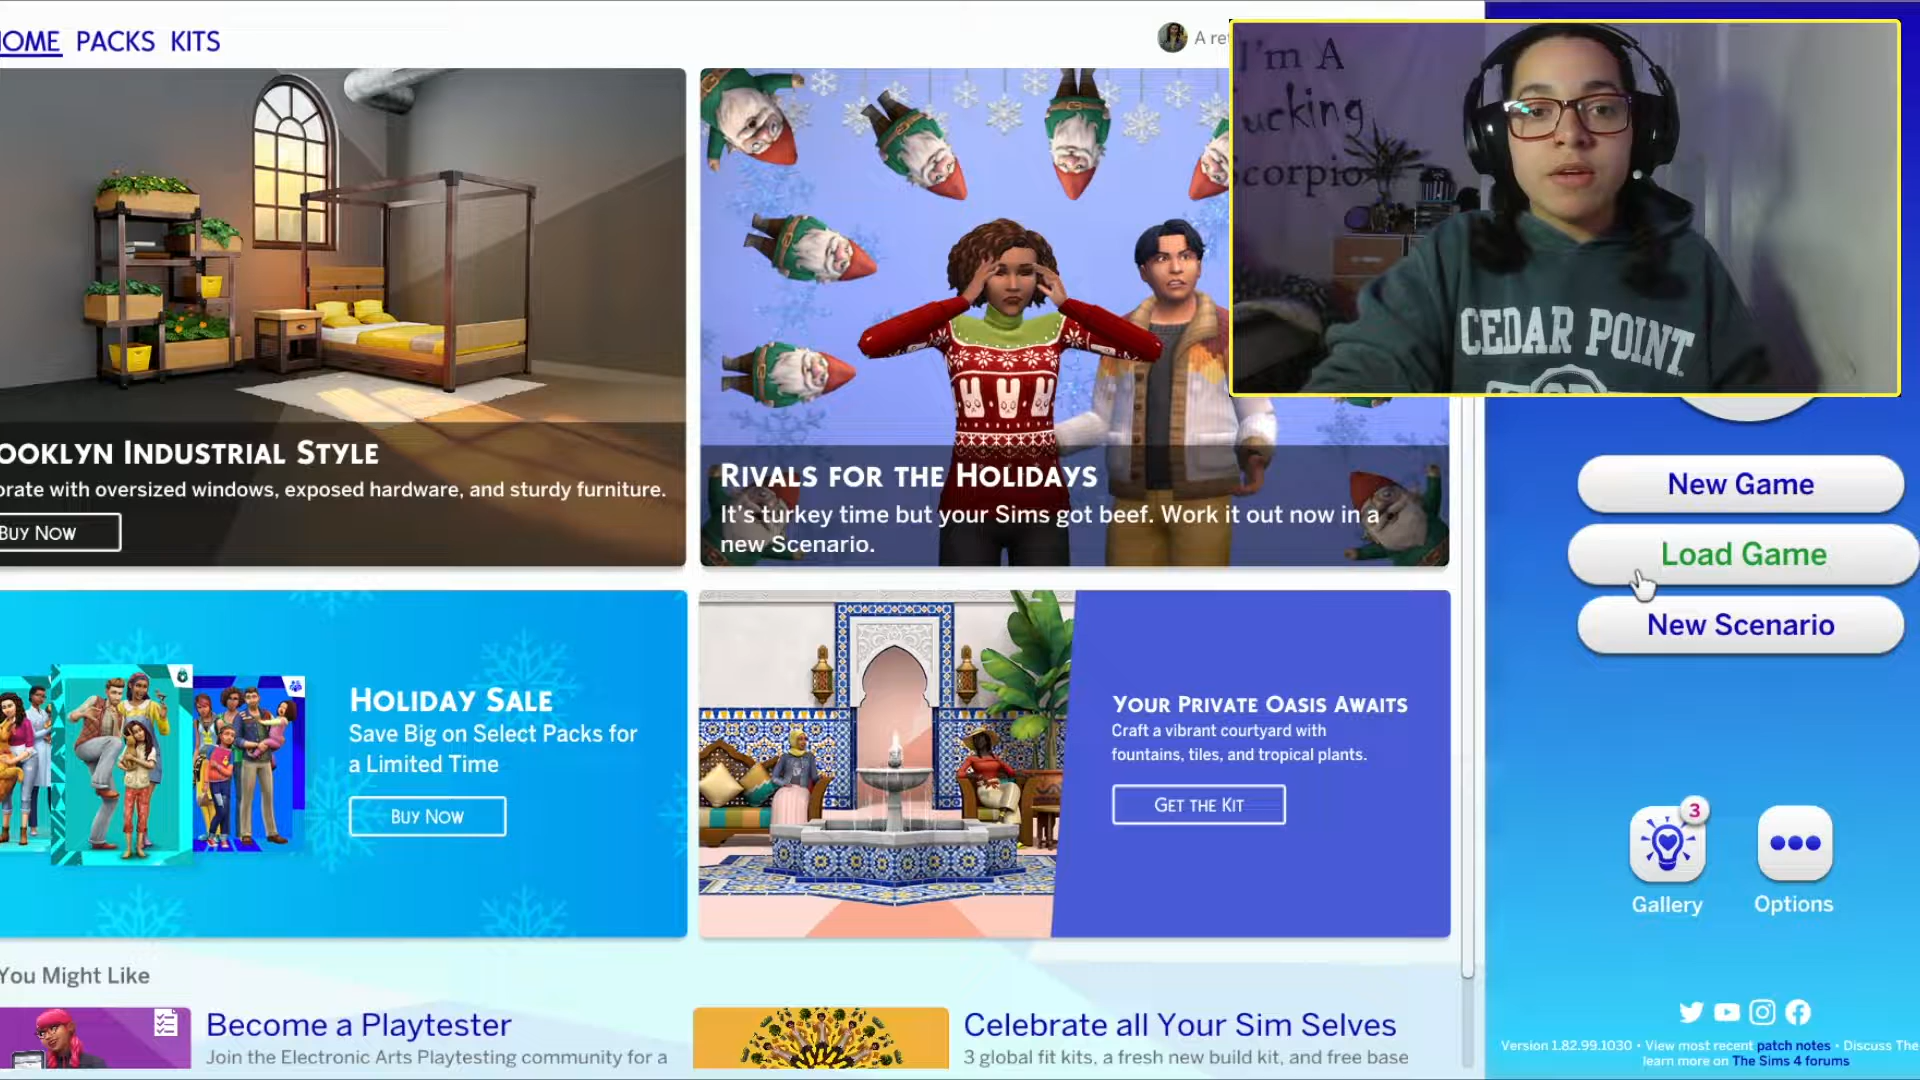 OME PACKS KITS
A re
I'm A
ucking
corpio
CEDAR POINT
OOKLYN INDUSTRIAL STYLE
orate with oversized windows, exposed hardware, and sturdy furniture.
BUY NOW
RIVALS FOR THE HOLIDAYS
It's turkey time but your Sims got beef. Work it out now in a
new Scenario.
New Game
Load Game
New Scenario
HOLIDAY SALE
Save Big on Select Packs for
a Limited Time
BUY NOW
YOUR PRIVATE OASIS AWAITS
Craft a vibrant courtyard with
fountains, tiles, and tropical plants.
GET THE KIT
3
Gallery
Options
You Might Like
Become a Playtester
Join the Electronic Arts Playtesting community for a
Celebrate all Your Sim Selves
3 global fit kits, a fresh new build kit, and free base
Version 1.82.99.1030 • View most recent patch notes • Discuss The
learn more on The Sims 4 forums